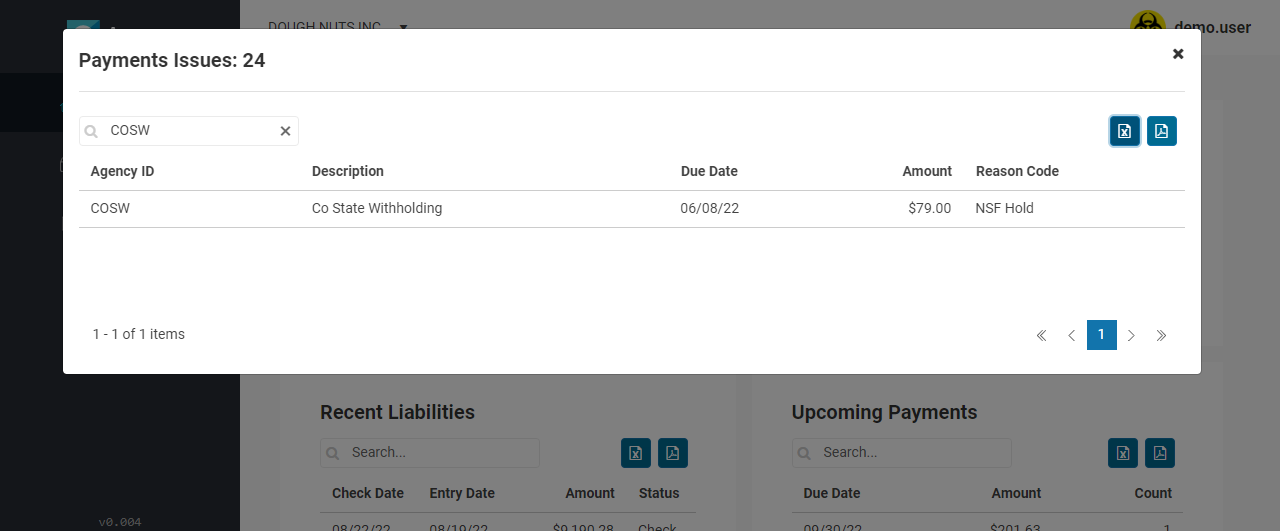 DOUGH NUTS INC
demo.user
Payments Issues: 24
COSW
Agency ID Description Due Date Amount Reason Code
COSW Co State Withholding 06/08/22 $79.00 NSF Hold
1 - 1 of 1 items
1
Recent Liabilities Upcoming Payments
Search... Search...
Check Date Entry Date Amount Status Due Date Amount Count
08/22/22 08/19/22 $9,190.28 Check 09/30/22 $201.63 1
v0.004